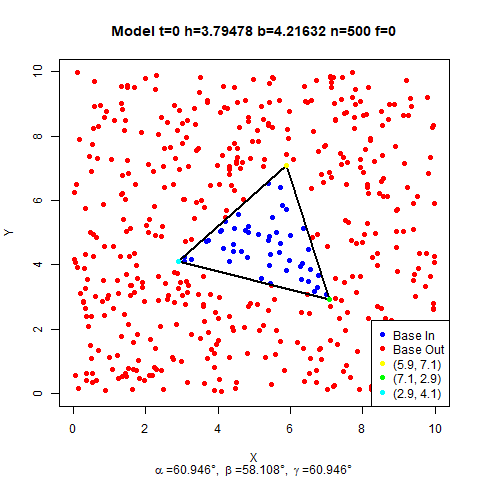 Model t=0 h=3.79478 b=4.21632 n=500 f=0
10
8
6
4
2
0
Y
Base In
Base Out
(5.9, 7.1)
(7.1, 2.9)
(2.9, 4.1)
0 2 4 6 8 10
X
α=60.946°, β=58.108°, γ=60.946°